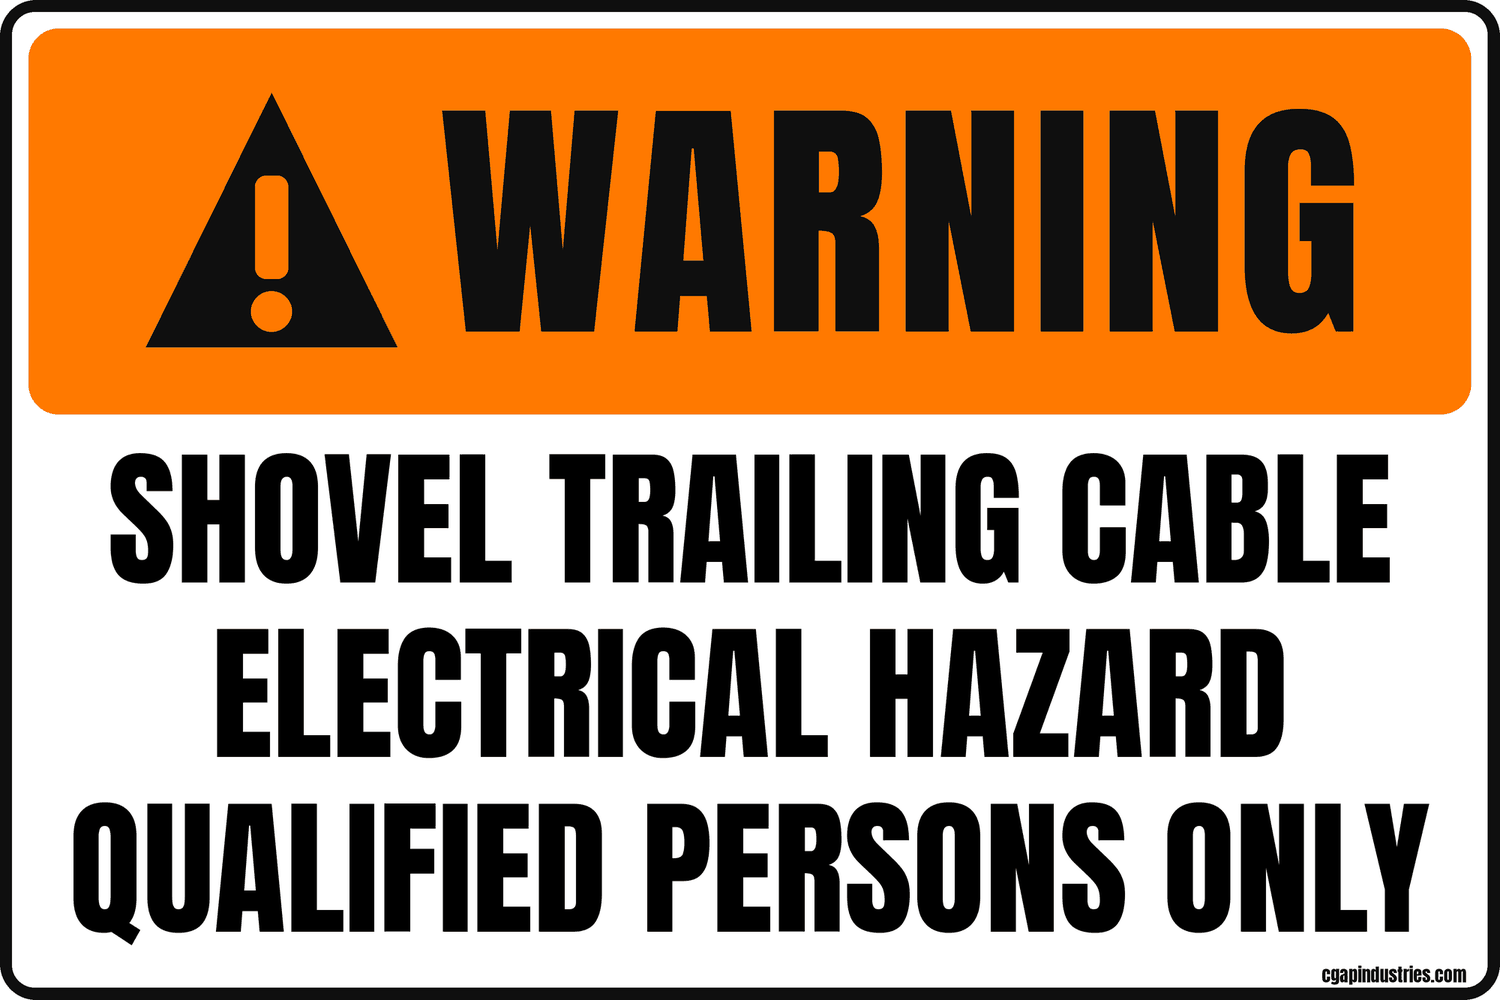 WARNING
SHOVEL TRAILING CABLE
ELECTRICAL HAZARD
QUALIFIED PERSONS ONLY
cgapindustries.com